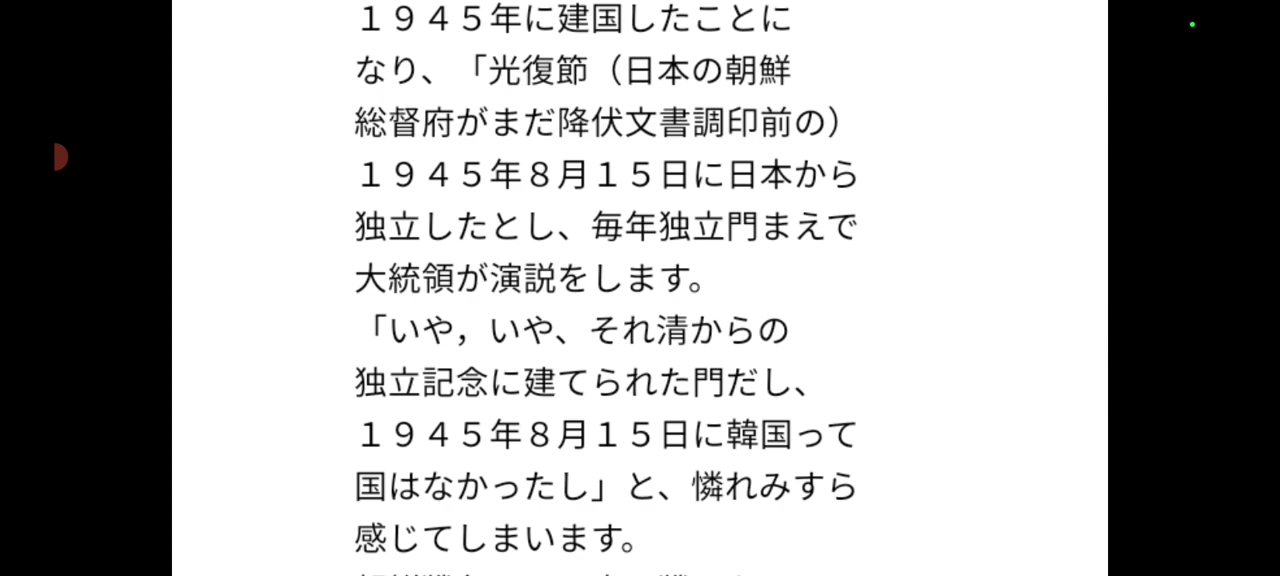 １９４５年に建国したことに
なり、「光復節（日本の朝鮮
総督府がまだ降伏文書調印前の）
１９４５年８月１５日に日本から
独立したとし、毎年独立門まえで
大統領が演説をします。
「いや，いや、それ清からの
独立記念に建てられた門だし、
１９４５年８月１５日に韓国って
国はなかったし」と、憐れみすら
感じてしまいます。